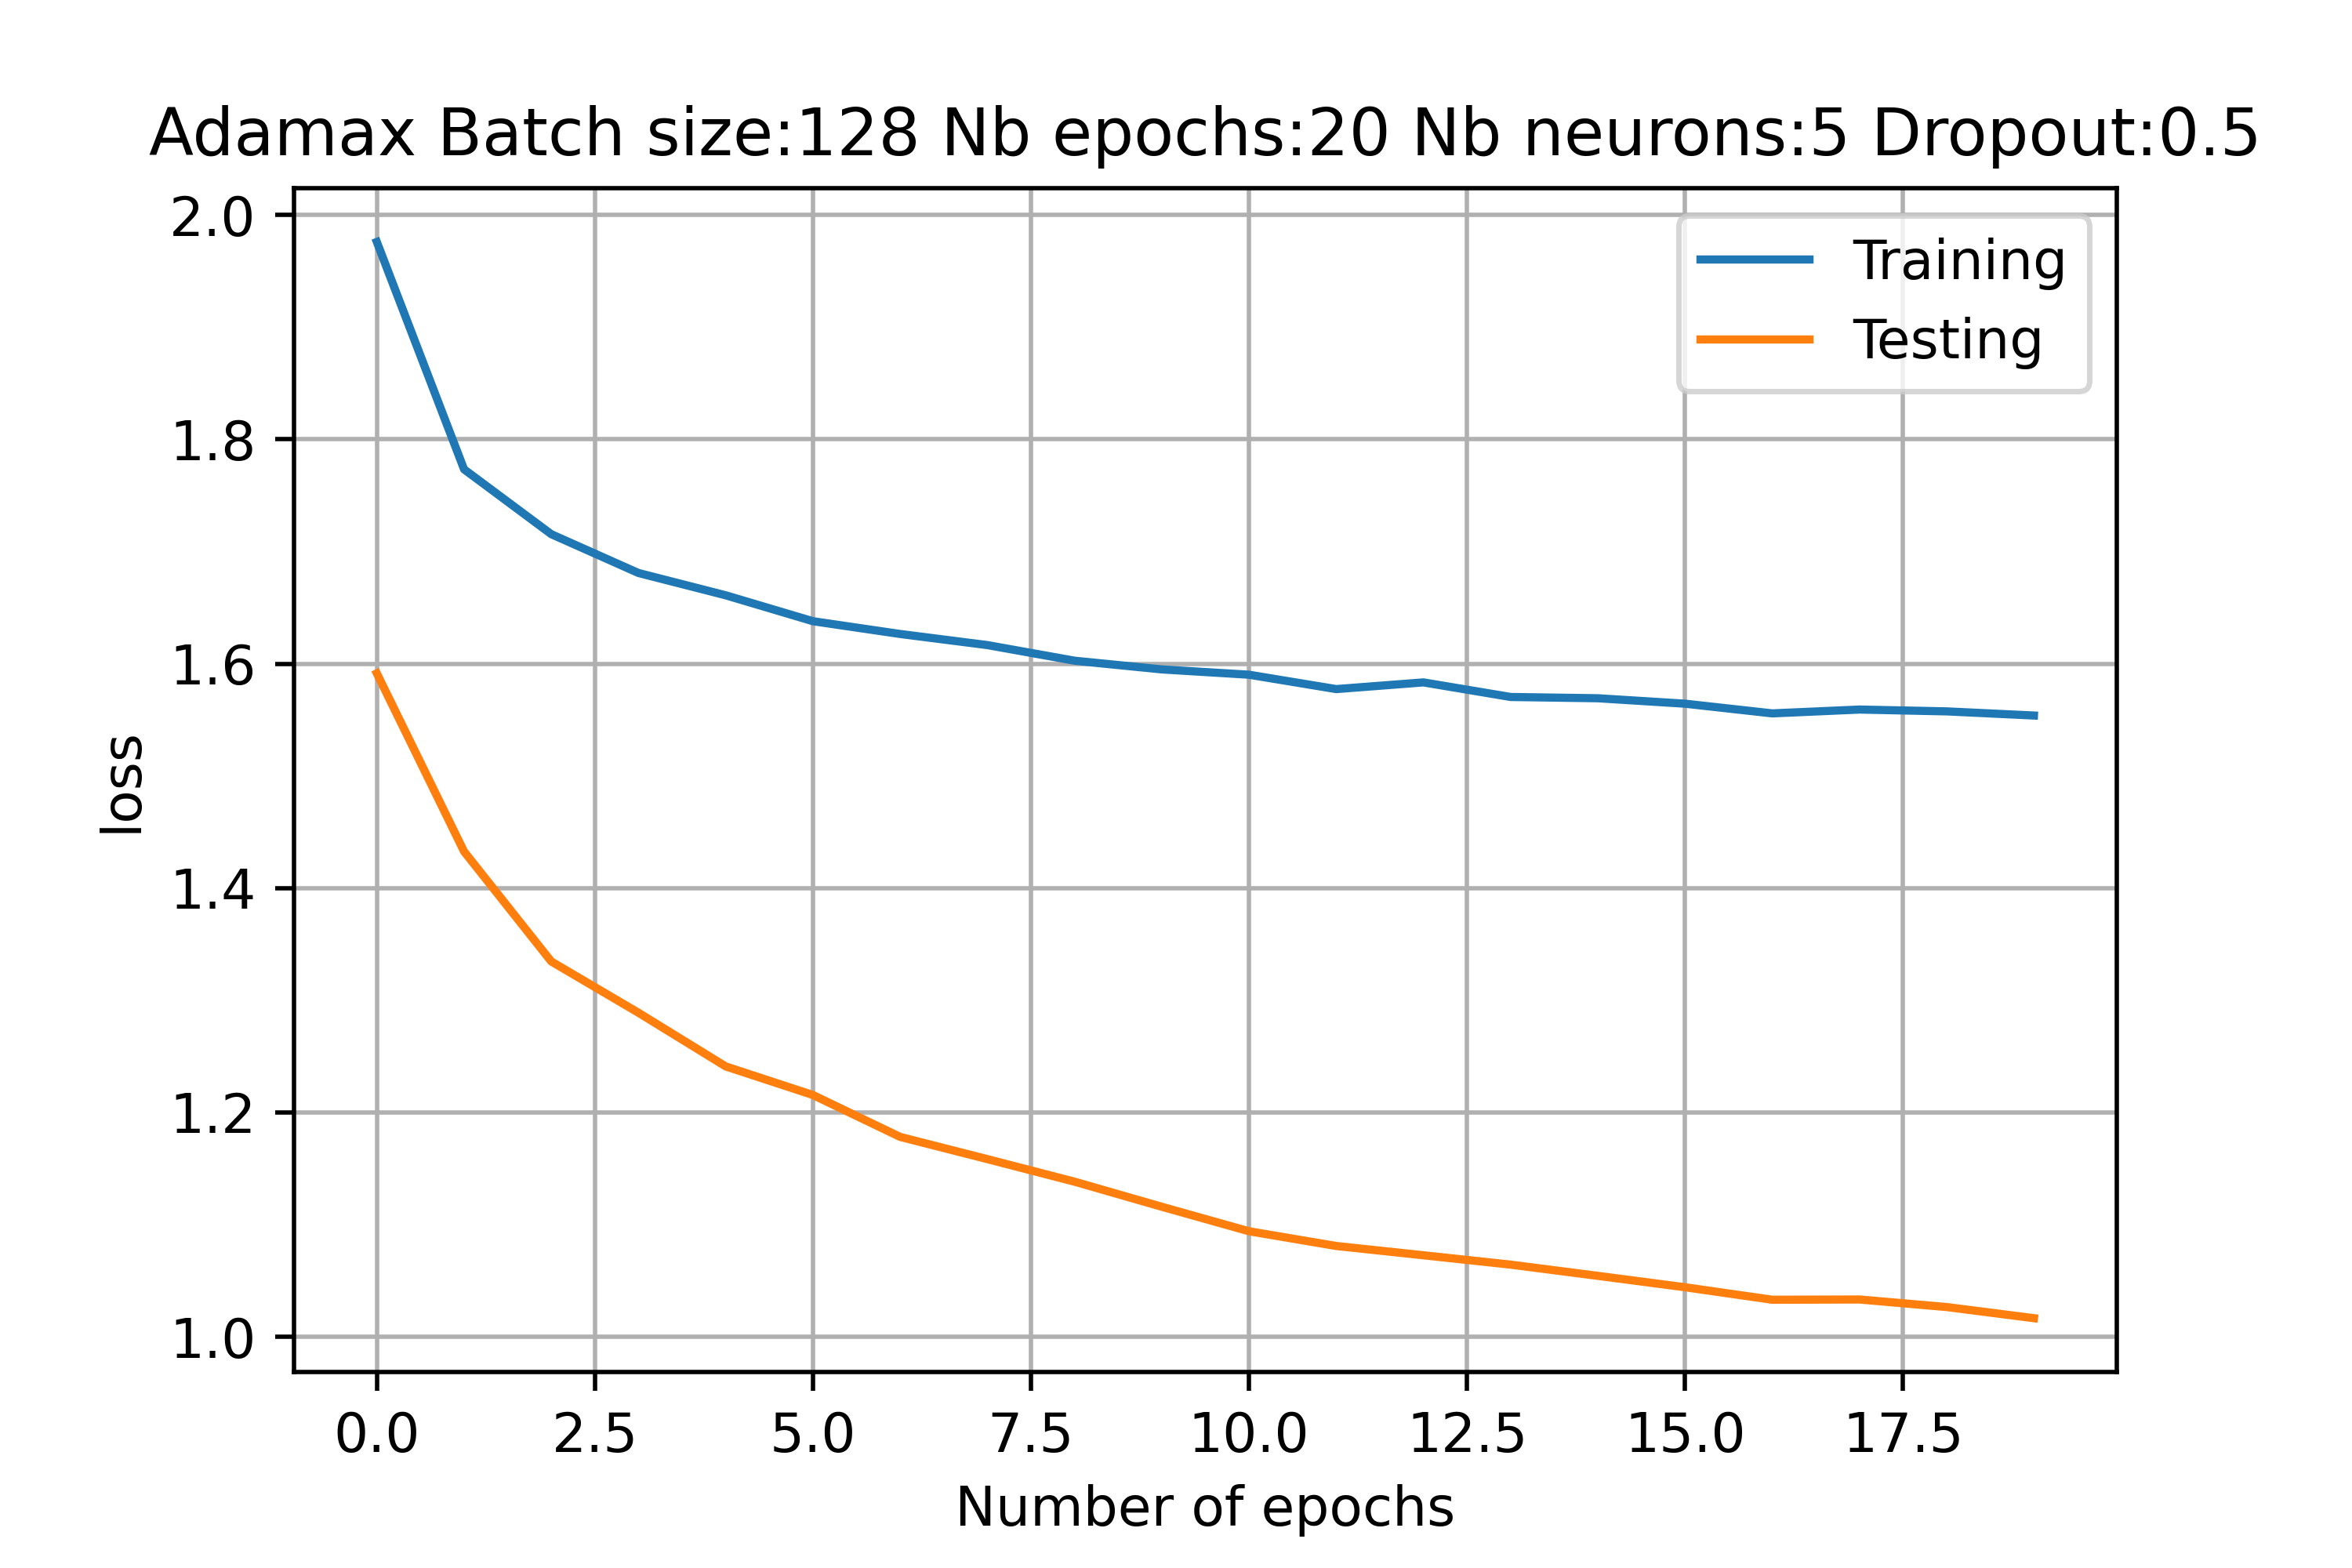 Adamax Batch size:128 Nb epochs:20 Nb neurons:5 Dropout:0.5
2.0
1.8
1.6
1.4
1.2
1.0
loss
Training
Testing
0.0 2.5 5.0 7.5 10.0 12.5 15.0 17.5
Number of epochs